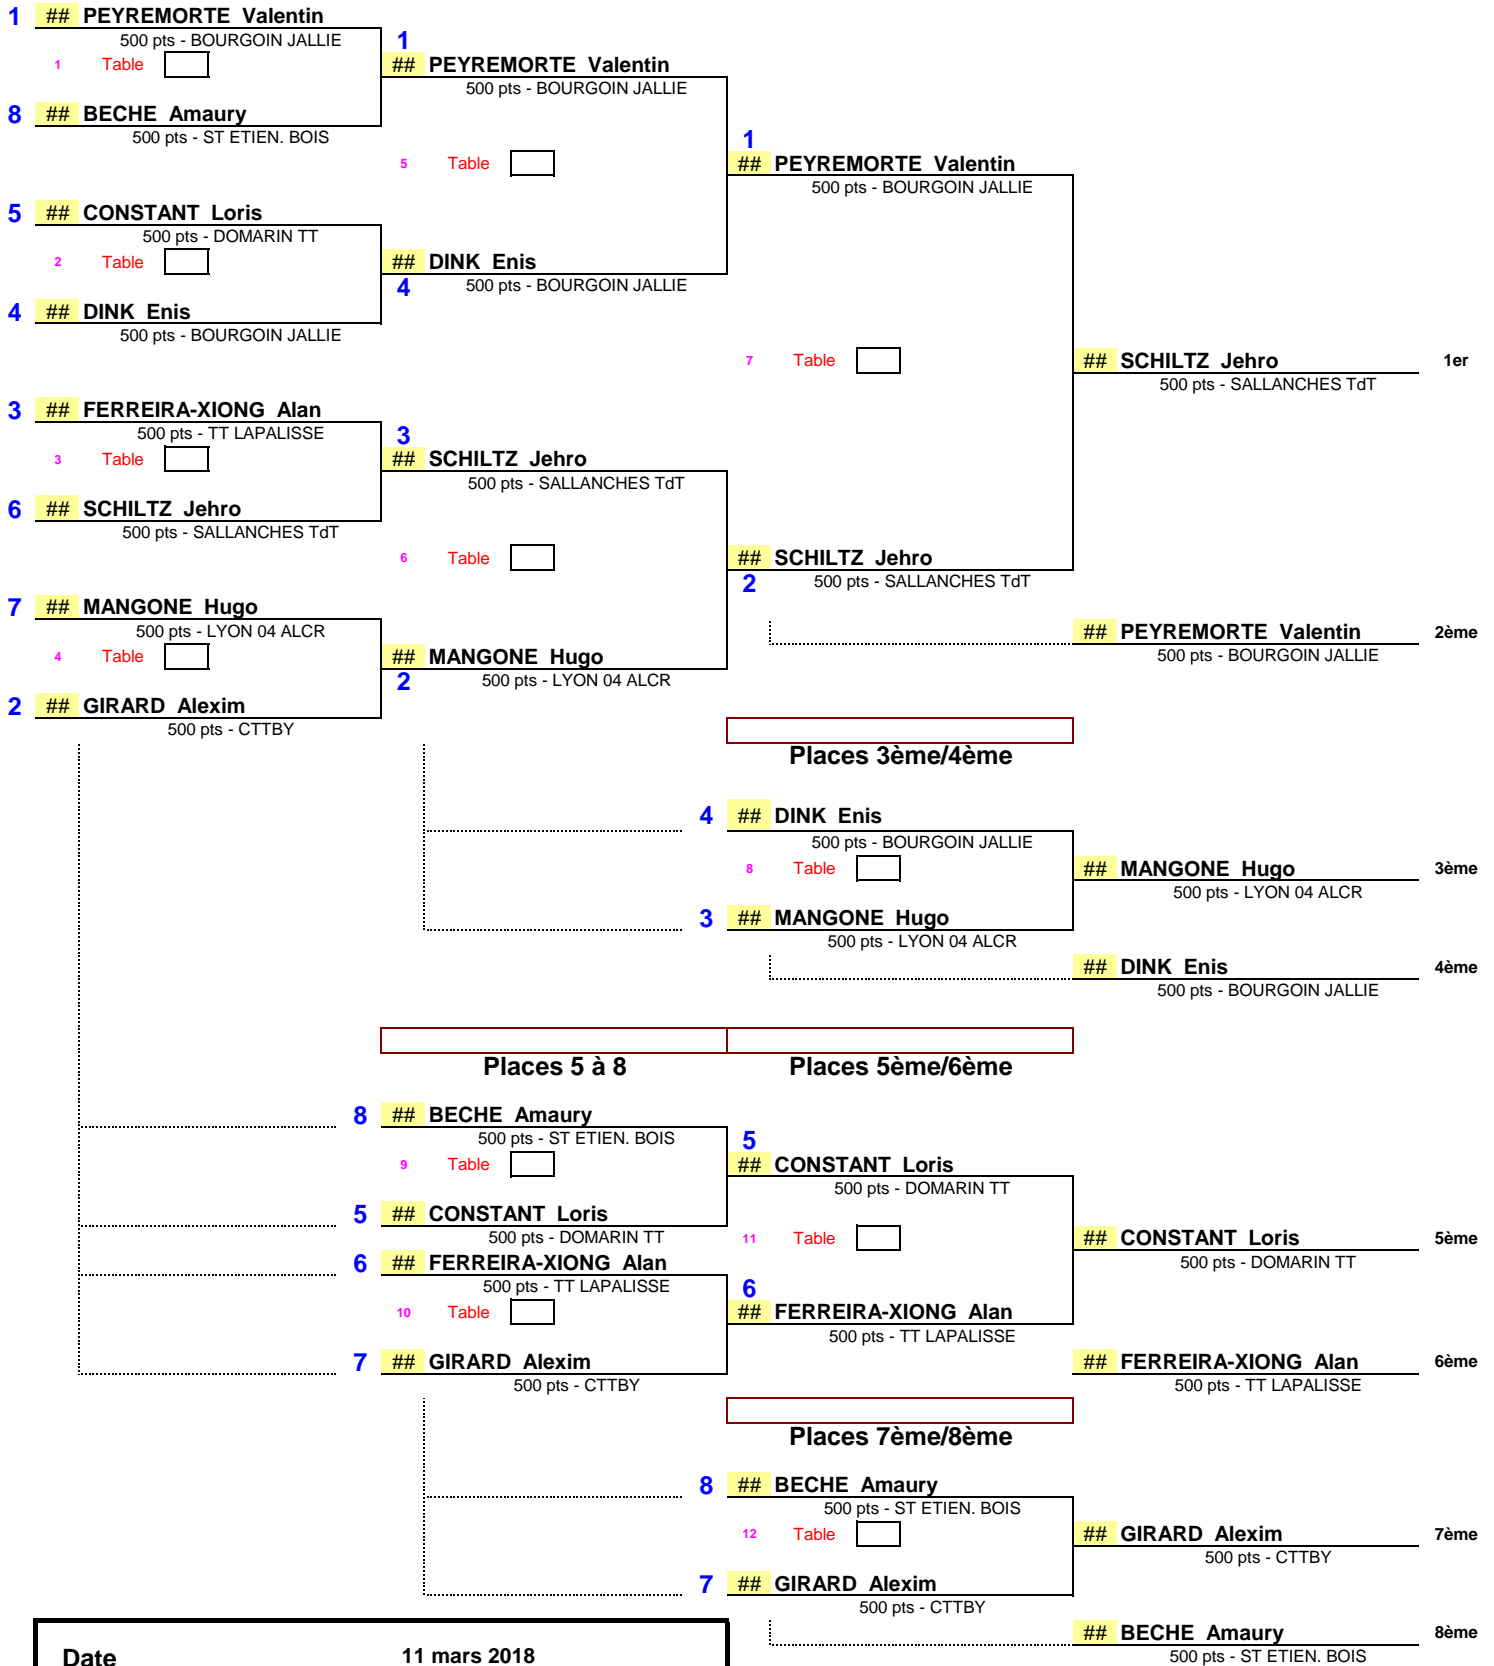 1 ## PEYREMORTE Valentin
500 pts - BOURGOIN JALLIE 1
1 Table ## PEYREMORTE Valentin
500 pts - BOURGOIN JALLIE
8 ## BECHE Amaury
500 pts - ST ETIEN. BOIS 1
5 Table ## PEYREMORTE Valentin
500 pts - BOURGOIN JALLIE
5 ## CONSTANT Loris
500 pts - DOMARIN TT
2 Table ## DINK Enis
4 500 pts - BOURGOIN JALLIE
4 ## DINK Enis
500 pts - BOURGOIN JALLIE
7 Table ## SCHILTZ Jehro 1er
500 pts - SALLANCHES TdT
3 ## FERREIRA-XIONG Alan
500 pts - TT LAPALISSE 3
3 Table ## SCHILTZ Jehro
500 pts - SALLANCHES TdT
6 ## SCHILTZ Jehro
500 pts - SALLANCHES TdT
6 Table ## SCHILTZ Jehro
2 500 pts - SALLANCHES TdT
7 ## MANGONE Hugo
500 pts - LYON 04 ALCR ## PEYREMORTE Valentin 2ème
4 Table ## MANGONE Hugo 500 pts - BOURGOIN JALLIE
2 500 pts - LYON 04 ALCR
2 ## GIRARD Alexim
500 pts - CTTBY
Places 3ème/4ème
4 ## DINK Enis
500 pts - BOURGOIN JALLIE
8 Table ## MANGONE Hugo 3ème
500 pts - LYON 04 ALCR
3 ## MANGONE Hugo
500 pts - LYON 04 ALCR
## DINK Enis 4ème
500 pts - BOURGOIN JALLIE
Places 5 à 8 Places 5ème/6ème
8 ## BECHE Amaury
500 pts - ST ETIEN. BOIS 5
9 Table ## CONSTANT Loris
500 pts - DOMARIN TT
5 ## CONSTANT Loris
500 pts - DOMARIN TT 11 Table ## CONSTANT Loris 5ème
6 ## FERREIRA-XIONG Alan 500 pts - DOMARIN TT
500 pts - TT LAPALISSE 6
10 Table ## FERREIRA-XIONG Alan
500 pts - TT LAPALISSE
7 ## GIRARD Alexim ## FERREIRA-XIONG Alan 6ème
500 pts - CTTBY 500 pts - TT LAPALISSE
Places 7ème/8ème
8 ## BECHE Amaury
500 pts - ST ETIEN. BOIS
12 Table ## GIRARD Alexim 7ème
500 pts - CTTBY
7 ## GIRARD Alexim
500 pts - CTTBY
## BECHE Amaury 8ème
Date 11 mars 2018 500 pts - ST ETIEN. BOIS